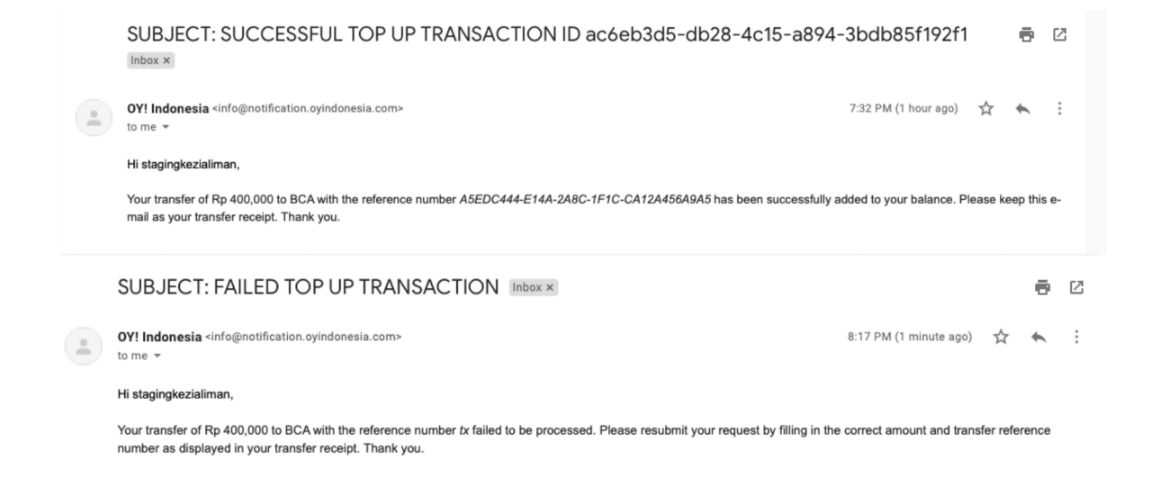 SUBJECT: SUCCESSFUL TOP UP TRANSACTION ID ac6eb3d5-db28-4c15-a894-3bdb85f192f1
Inbox ×
OY! Indonesia <info@notification.oyindonesia.com>
7:32 PM (1 hour ago)
to me
Hi stagingkezialiman,
Your transfer of Rp 400,000 to BCA with the reference number A5EDC444-E14A-2A8C-1F1C-CA12A456A9A5 has been successfully added to your balance. Please keep this e-
mail as your transfer receipt. Thank you.
SUBJECT: FAILED TOP UP TRANSACTION Inbox ×
OY! Indonesia <info@notification.oyindonesia.com>
8:17 PM (1 minute ago)
to me
Hi stagingkezialiman,
Your transfer of Rp 400,000 to BCA with the reference number tx failed to be processed. Please resubmit your request by filling in the correct amount and transfer reference
number as displayed in your transfer receipt. Thank you.